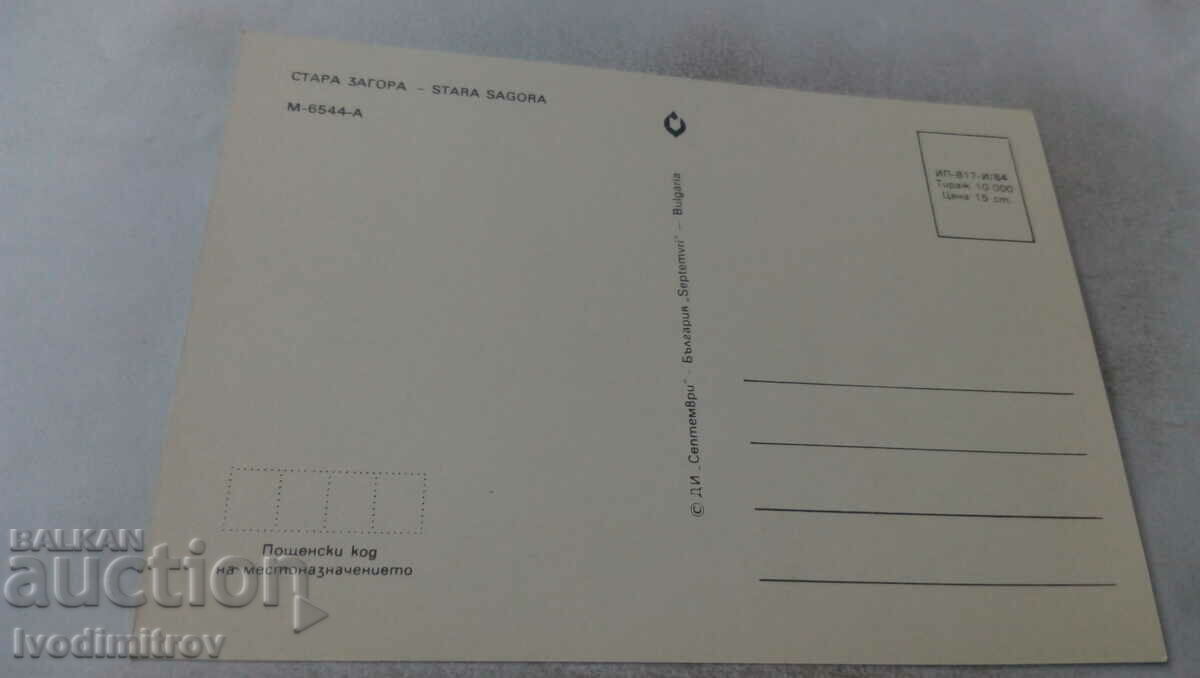 СТАРА ЗАГОРА - STARA SAGORA
М-6544-А
ИП-817-И/84
Тираж 10 000
Цена 15 ст.
© ДИ „Септември" - България „Septemvri" — Bulgaria
Пощенски код
на местоназначението
BALKAN
auction
Ivodimitrov